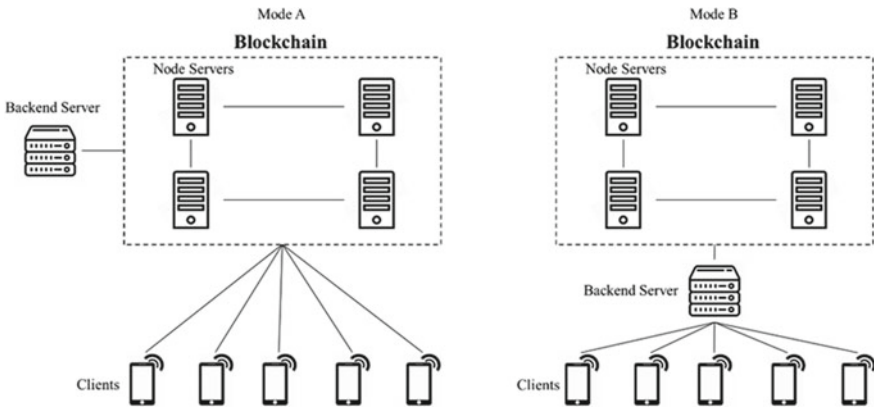 Mode A
Blockchain
Node Servers
Backend Server
Clients
Mode B
Blockchain
Node Servers
Backend Server
Clients